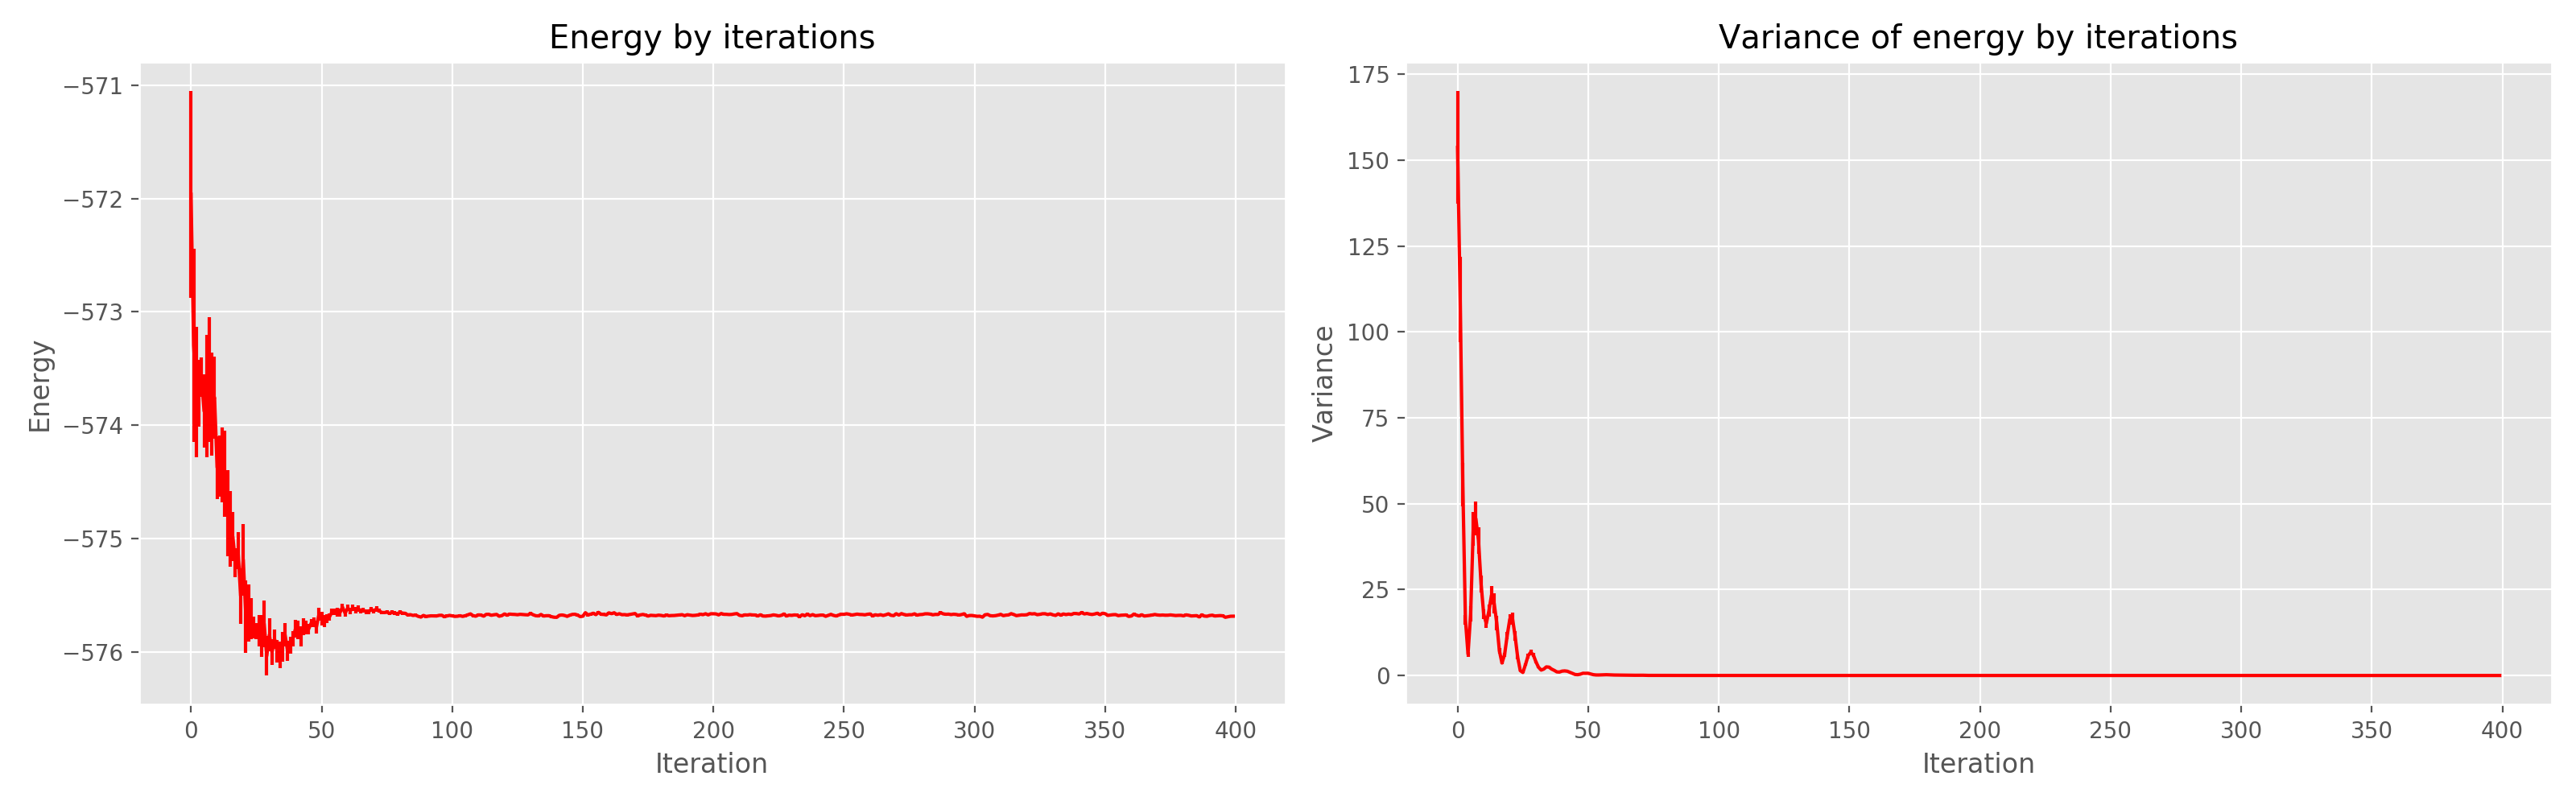 Energy by iterations
Energy
−571
−572
−573
−574
−575
−576
0 50 100 150 200 250 300 350 400
Iteration
Variance of energy by iterations
Variance
175
150
125
100
75
50
25
0
0 50 100 150 200 250 300 350 400
Iteration